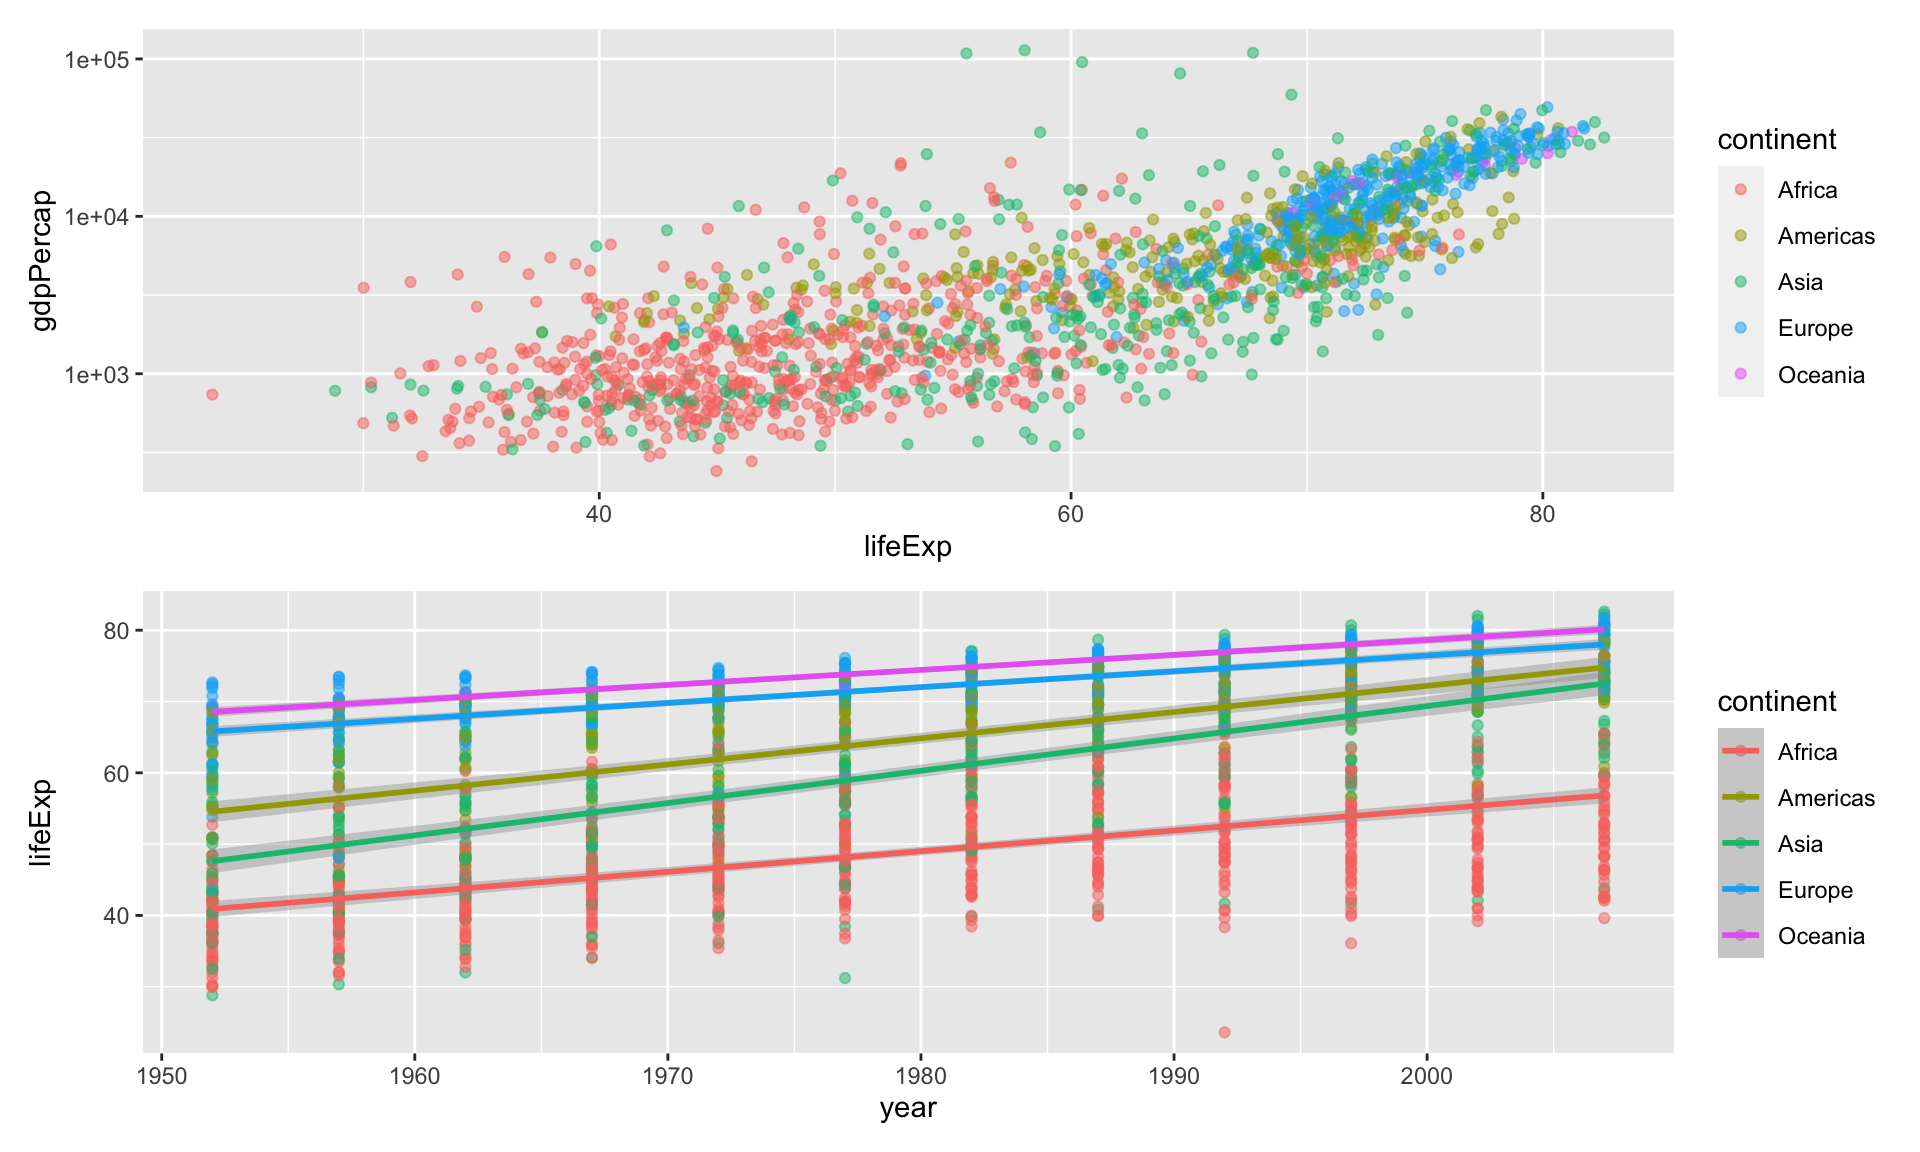 1e+05
1e+04
1e+03
gdpPercap
40 60 80
lifeExp
continent
Africa
Americas
Asia
Europe
Oceania
80
60
40
lifeExp
1950 1960 1970 1980 1990 2000
year
continent
Africa
Americas
Asia
Europe
Oceania